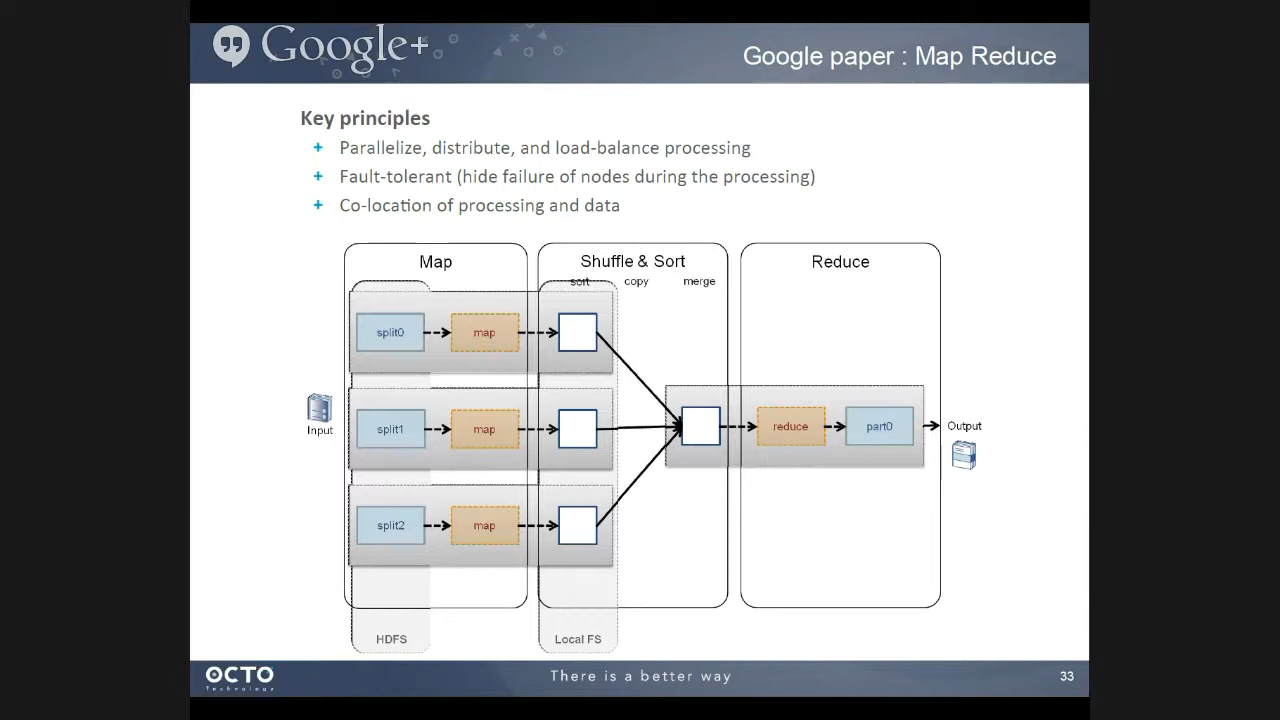 Google+
Google paper : Map Reduce
Key principles
+ Parallelize, distribute, and load-balance processing
+ Fault-tolerant (hide failure of nodes during the processing)
+ Co-location of processing and data
Map
Shuffle & Sort
Reduce
sort copy merge
split0 map
Input
split1 map
reduce part0 Output
split2 map
HDFS
Local FS
OCTO
Technology
There is a better way
33